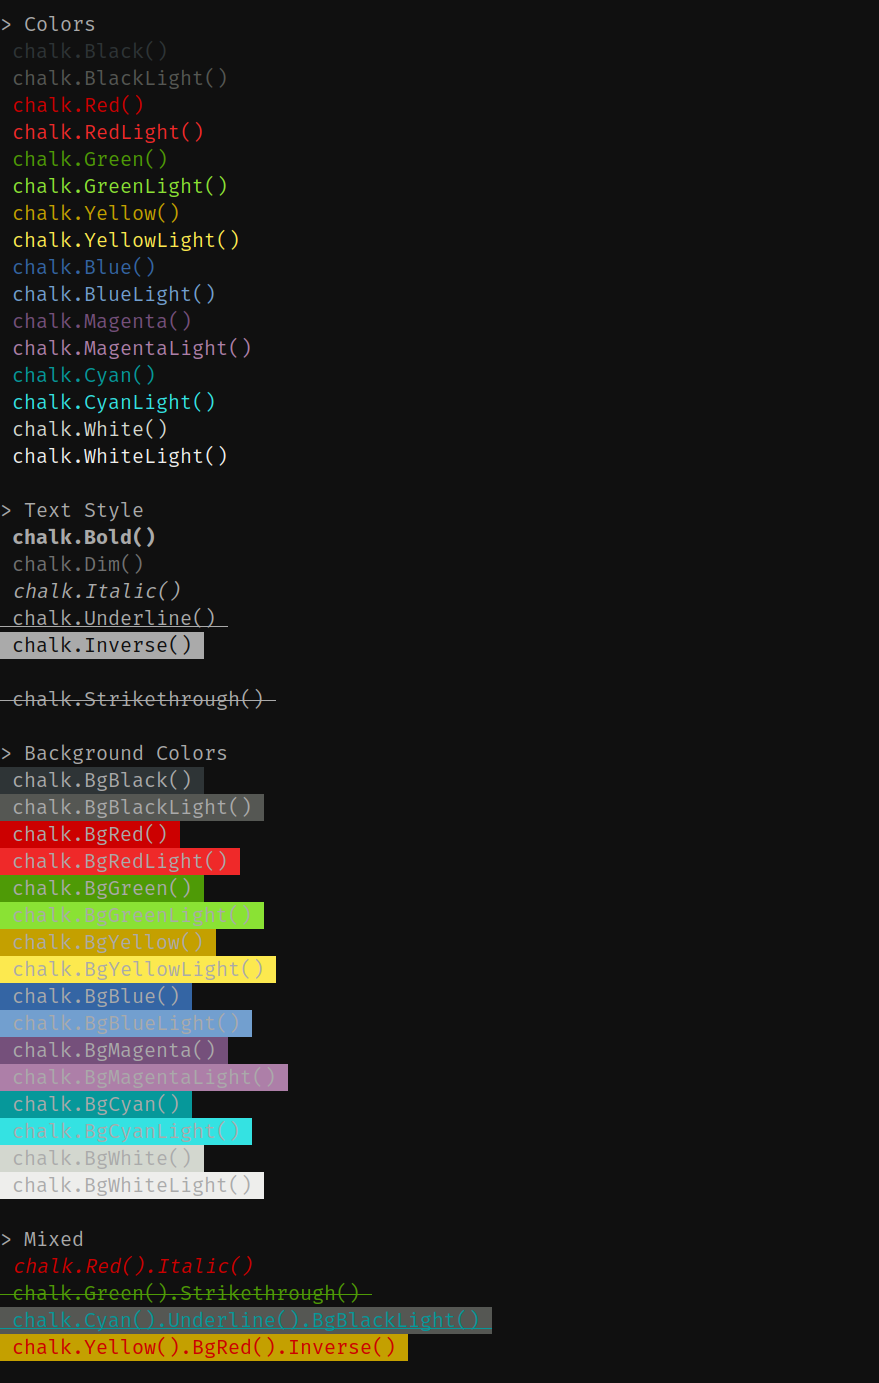 > Colors
chalk.Black()
chalk.BlackLight()
chalk.Red()
chalk.RedLight()
chalk.Green()
chalk.GreenLight()
chalk.Yellow()
chalk.YellowLight()
chalk.Blue()
chalk.BlueLight()
chalk.Magenta()
chalk.MagentaLight()
chalk.Cyan()
chalk.CyanLight()
chalk.White()
chalk.WhiteLight()
> Text Style
chalk.Bold()
chalk.Dim()
chalk.Italic()
chalk.Underline()
chalk.Inverse()
chalk.Strikethrough()
> Background Colors
chalk.BgBlack()
chalk.BgBlackLight()
chalk.BgRed()
chalk.BgRedLight()
chalk.BgGreen()
chalk.BgGreenLight()
chalk.BgYellow()
chalk.BgYellowLight()
chalk.BgBlue()
chalk.BgBlueLight()
chalk.BgMagenta()
chalk.BgMagentaLight()
chalk.BgCyan()
chalk.BgCyanLight()
chalk.BgWhite()
chalk.BgWhiteLight()
> Mixed
chalk.Red().Italic()
chalk.Green().Strikethrough()
chalk.Cyan().Underline().BgBlackLight()
chalk.Yellow().BgRed().Inverse()